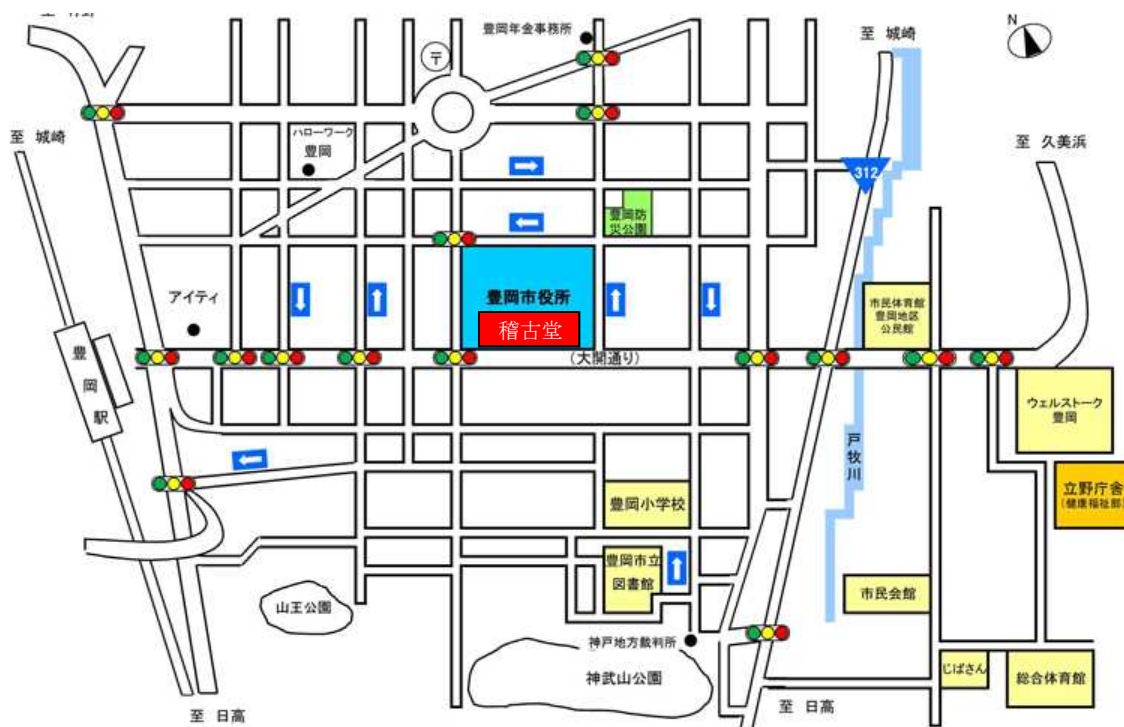 豊岡年金事務所
〒
至 城崎
N
至 城崎
ハローワーク
豊岡
至 久美浜
312
豊岡防
災公園
アイティ
豊岡市役所
稽古堂
市民体育館
豊岡地区
公民館
(大開通り)
豊岡駅
ウェルストーク
豊岡
戸牧川
立野庁舎
(健康福祉部)
豊岡小学校
豊岡市立
図書館
市民会館
山王公園
神戸地方裁判所
神武山公園
じばさん
総合体育館
至 日高
至 日高